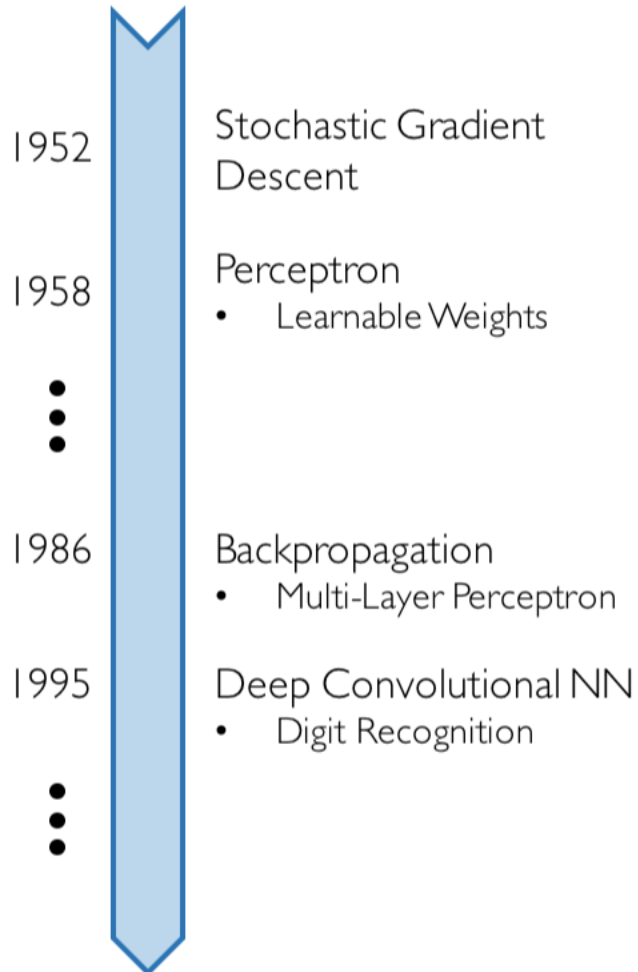 1952
Stochastic Gradient
Descent
1958
Perceptron
• Learnable Weights
1986
Backpropagation
• Multi-Layer Perceptron
1995
Deep Convolutional NN
• Digit Recognition